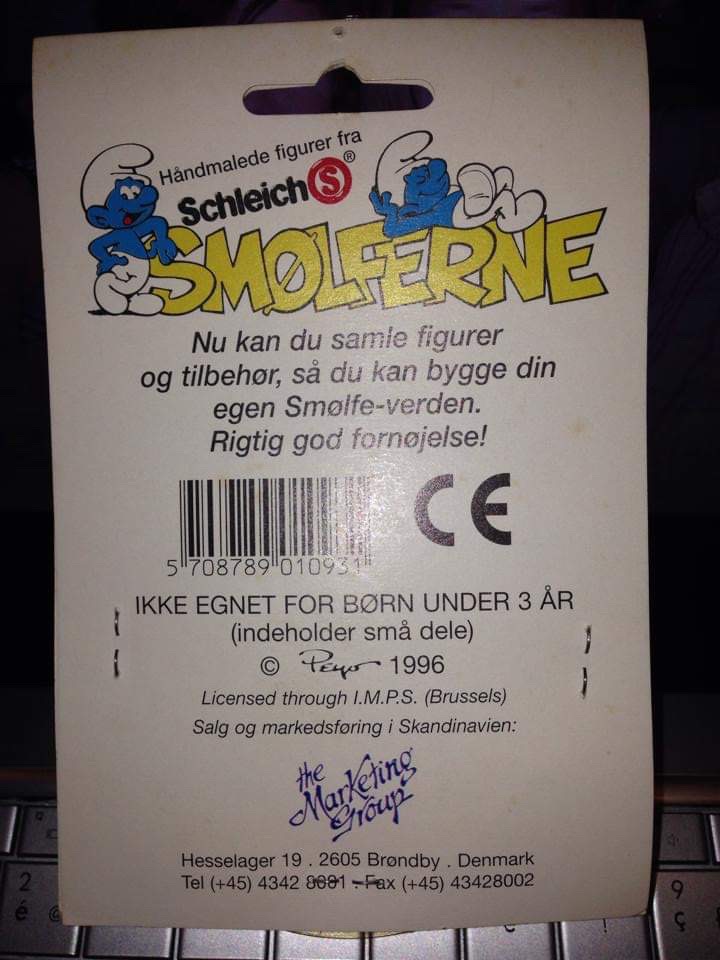 Håndmalede figurer fra
Schleich S ®
SMØLFERNE
Nu kan du samle figurer
og tilbehør, så du kan bygge din
egen Smølfe-verden.
Rigtig god fornøjelse!
CE
5 708789 010931
IKKE EGNET FOR BØRN UNDER 3 ÅR
(indeholder små dele)
© Peyo 1996
Licensed through I.M.P.S. (Brussels)
Salg og markedsføring i Skandinavien:
the
Marketing
Group
Hesselager 19 . 2605 Brøndby . Denmark
Tel (+45) 4342 8081 - Fax (+45) 43428002
2
é
9
ç